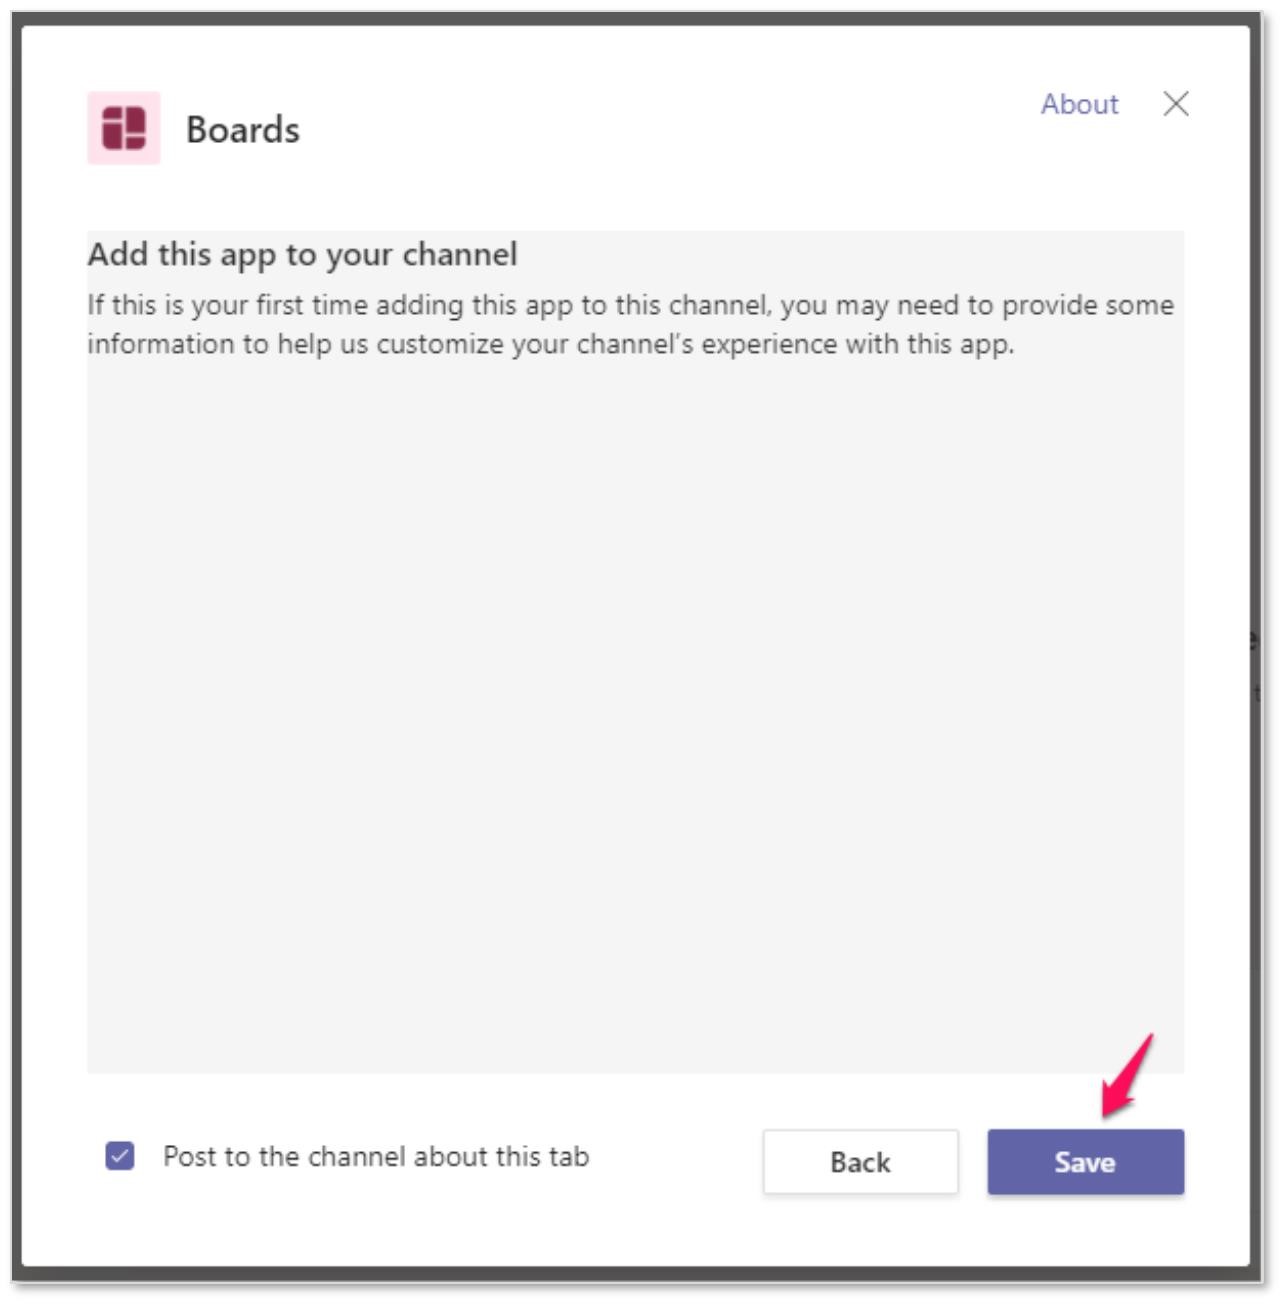 Boards
About
Add this app to your channel
If this is your first time adding this app to this channel, you may need to provide some
information to help us customize your channel's experience with this app.
Post to the channel about this tab
Back
Save